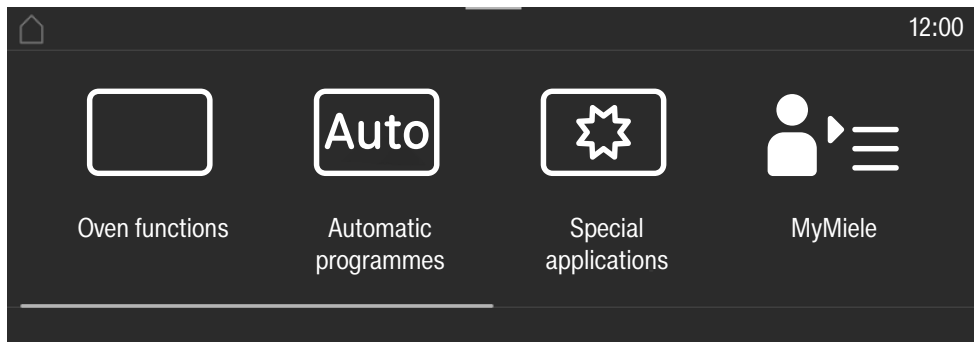 12:00
Auto
Oven functions
Automatic
programmes
Special
applications
MyMiele